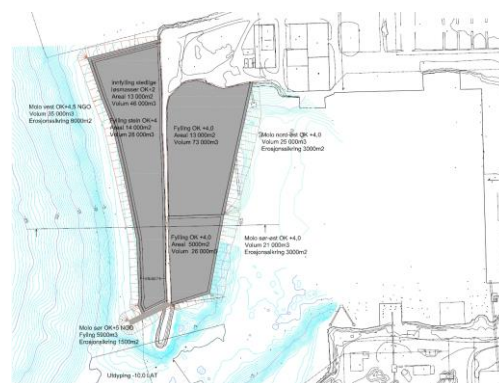 Innfylling stedlige
løsmasser OK+2
Areal 13 000m2
Volum 46 000m3
Molo vest OK+4,5 NGO
Volum 35 000m3
Erosjonssikring 8000m2
Fylling stein OK+4
Areal 14 000m2
Volum 28 000m3
Fylling OK +4,0
Areal 13 000m2
Volum 73 000m3
Molo nord-øst OK +4,0
Volum 25 000m3
Erosjonssikring 3000m2
Fylling OK +4,0
Areal 5000m2
Volum 26 000m3
Molo sør-øst OK +4,0
Volum 21 000m3
Erosjonssikring 3000m2
Molo sør OK+5 NGO
Fylling 5000m3
Erosjonssikring 1500m2
Utdyping -10,0 LAT